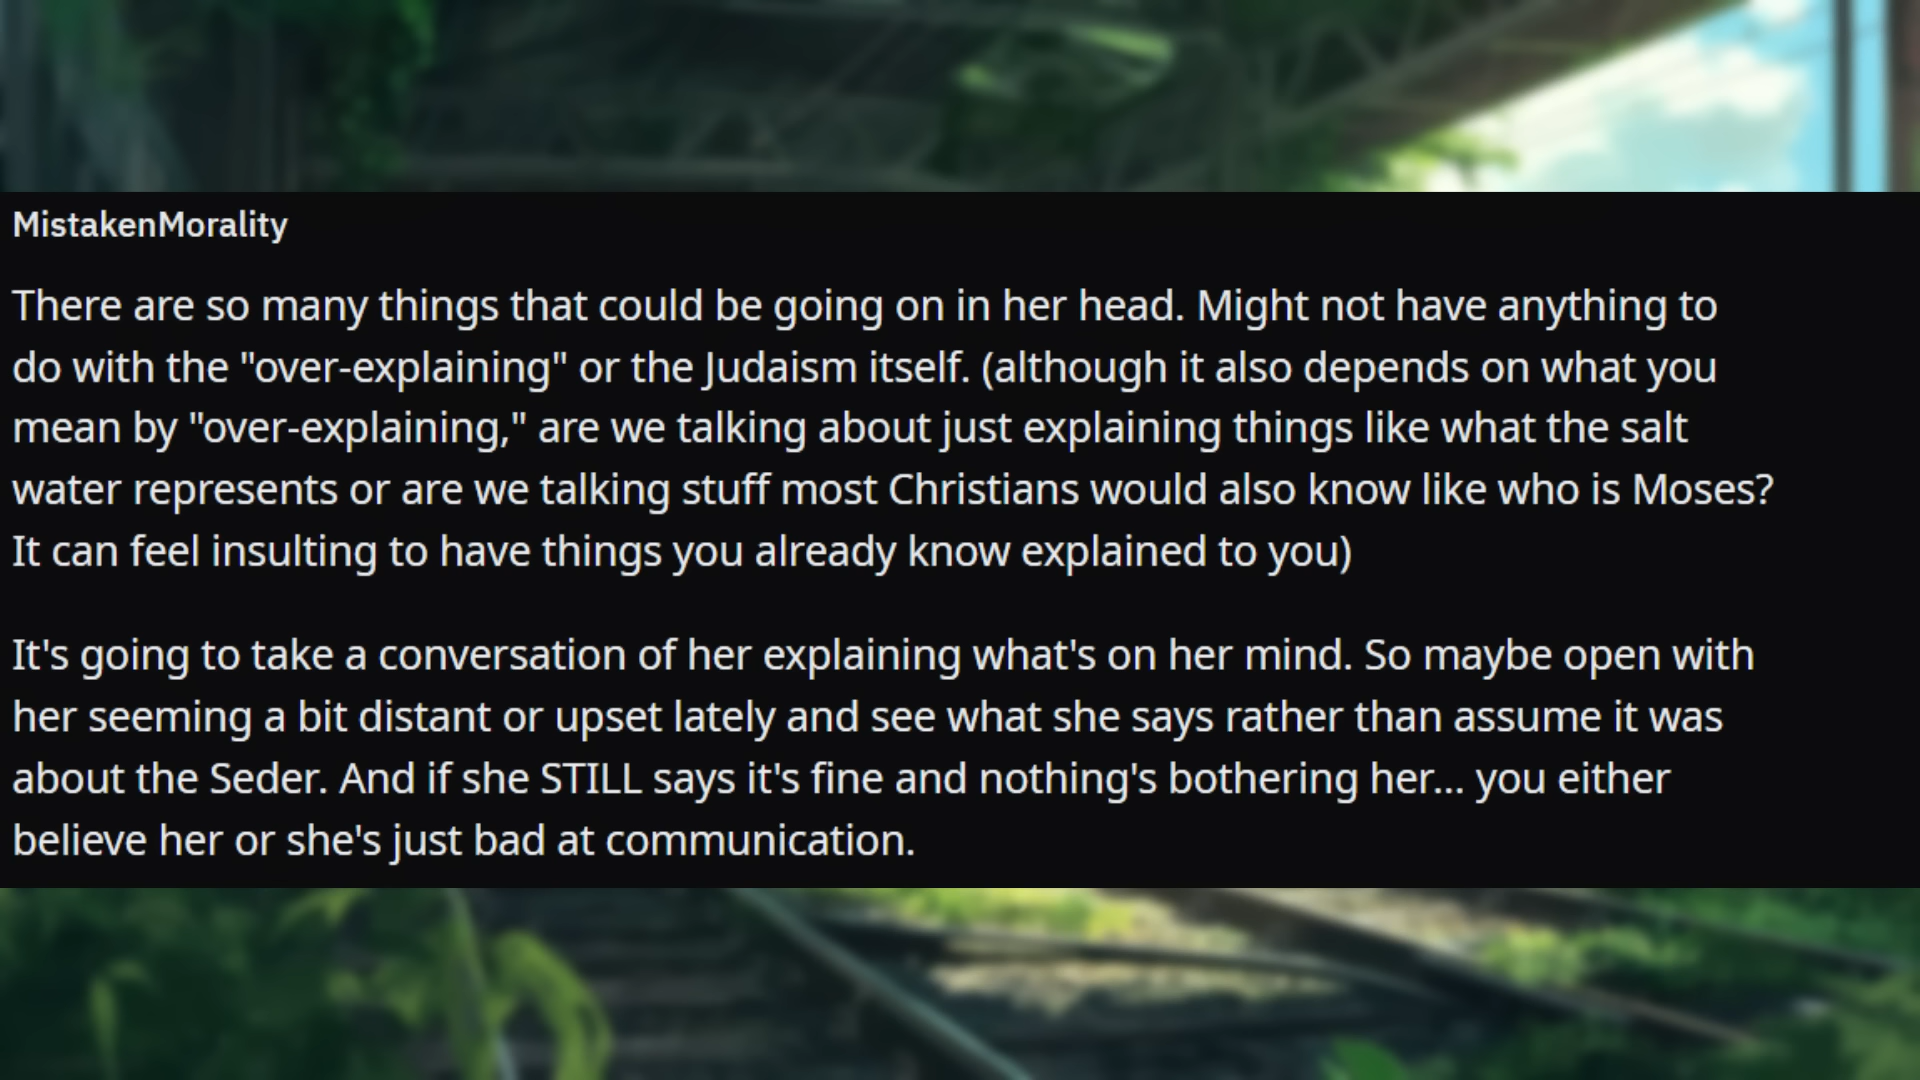 MistakenMorality
There are so many things that could be going on in her head. Might not have anything to
do with the "over-explaining" or the Judaism itself. (although it also depends on what you
mean by "over-explaining," are we talking about just explaining things like what the salt
water represents or are we talking stuff most Christians would also know like who is Moses?
It can feel insulting to have things you already know explained to you)
It's going to take a conversation of her explaining what's on her mind. So maybe open with
her seeming a bit distant or upset lately and see what she says rather than assume it was
about the Seder. And if she STILL says it's fine and nothing's bothering her... you either
believe her or she's just bad at communication.